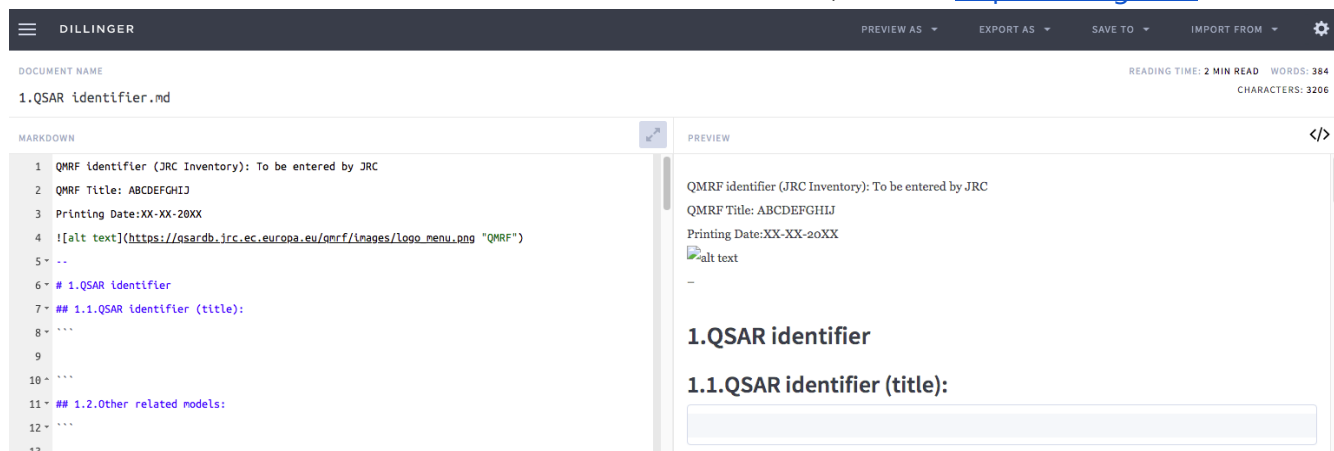 DILLINGER PREVIEW AS EXPORT AS SAVE TO IMPORT FROM
DOCUMENT NAME
READING TIME: 2 MIN READ WORDS: 384
1.QSAR identifier.md
CHARACTERS: 3206
MARKDOWN
1 QMRF identifier (JRC Inventory): To be entered by JRC
2 QMRF Title: ABCDEFGHIJ
3 Printing Date:XX-XX-20XX
4 ![alt text](https://qsardb.jrc.ec.europa.eu/qmrf/images/logo_menu.png "QMRF")
5 --
6 # 1.QSAR identifier
7 ## 1.1.QSAR identifier (title):
8 ```
9
10 ```
11 ## 1.2.Other related models:
12 ```
PREVIEW </>
QMRF identifier (JRC Inventory): To be entered by JRC
QMRF Title: ABCDEFGHIJ
Printing Date:XX-XX-20XX
alt text
–
1.QSAR identifier
1.1.QSAR identifier (title):